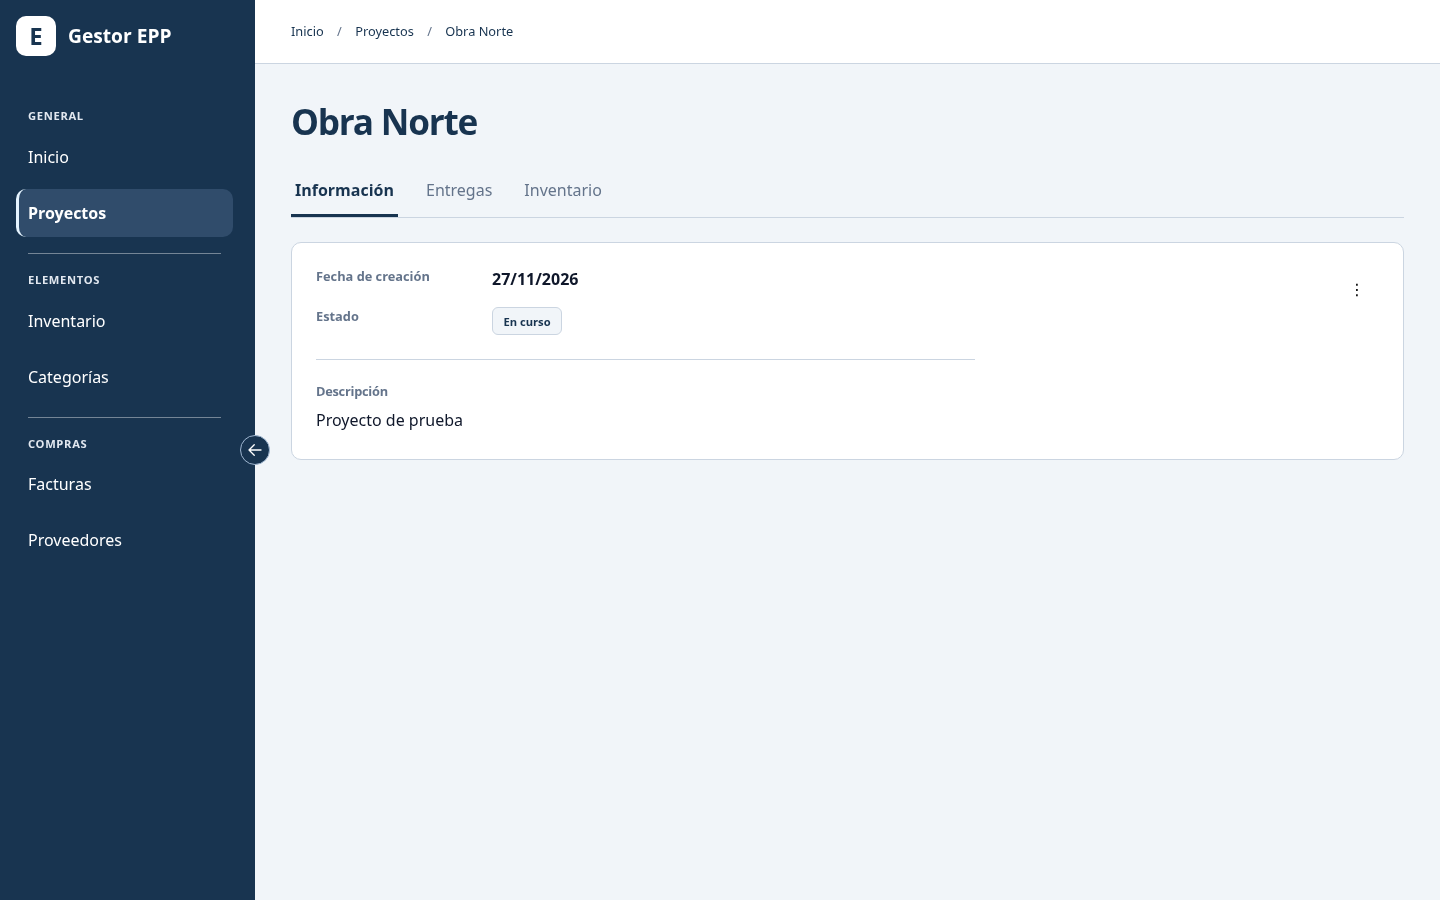 E Gestor EPP
GENERAL
Inicio
Proyectos
ELEMENTOS
Inventario
Categorías
COMPRAS
Facturas
Proveedores
Inicio / Proyectos / Obra Norte
Obra Norte
Información Entregas Inventario
Fecha de creación 27/11/2026
Estado En curso
Descripción
Proyecto de prueba